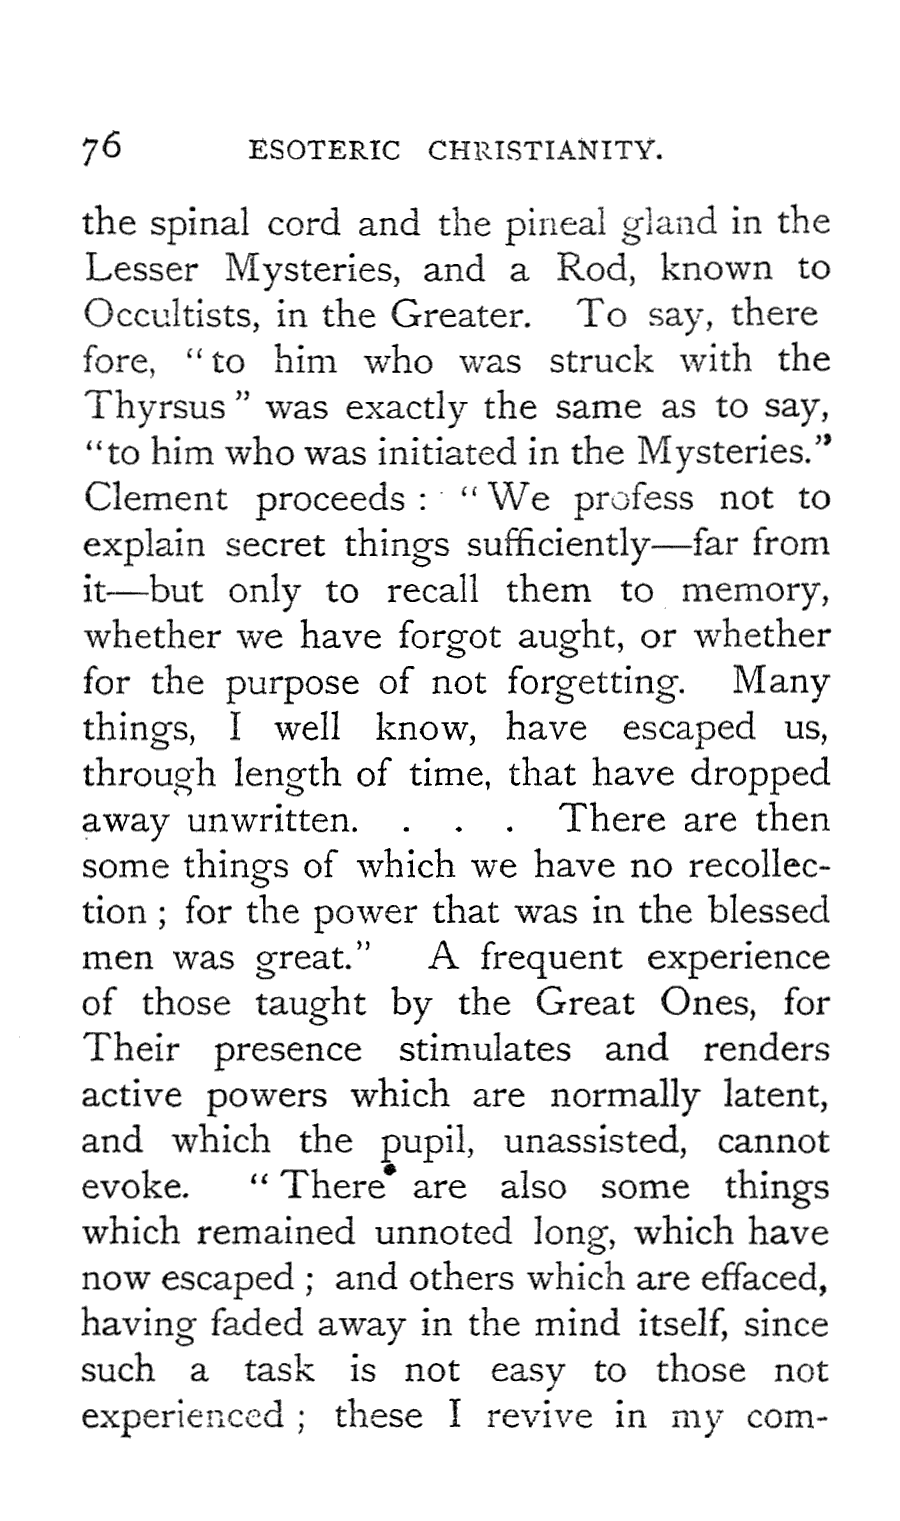 76 ESOTERIC CHRISTIANITY.
the spinal cord and the pineal gland in the
Lesser Mysteries, and a Rod, known to
Occultists, in the Greater. To say, there
fore, “to him who was struck with the
Thyrsus” was exactly the same as to say,
“to him who was initiated in the Mysteries.”
Clement proceeds : “We profess not to
explain secret things sufficiently—far from
it—but only to recall them to memory,
whether we have forgot aught, or whether
for the purpose of not forgetting. Many
things, I well know, have escaped us,
through length of time, that have dropped
away unwritten. . . . There are then
some things of which we have no recollec-
tion ; for the power that was in the blessed
men was great.” A frequent experience
of those taught by the Great Ones, for
Their presence stimulates and renders
active powers which are normally latent,
and which the pupil, unassisted, cannot
evoke. “There are also some things
which remained unnoted long, which have
now escaped ; and others which are effaced,
having faded away in the mind itself, since
such a task is not easy to those not
experienced ; these I revive in my com-